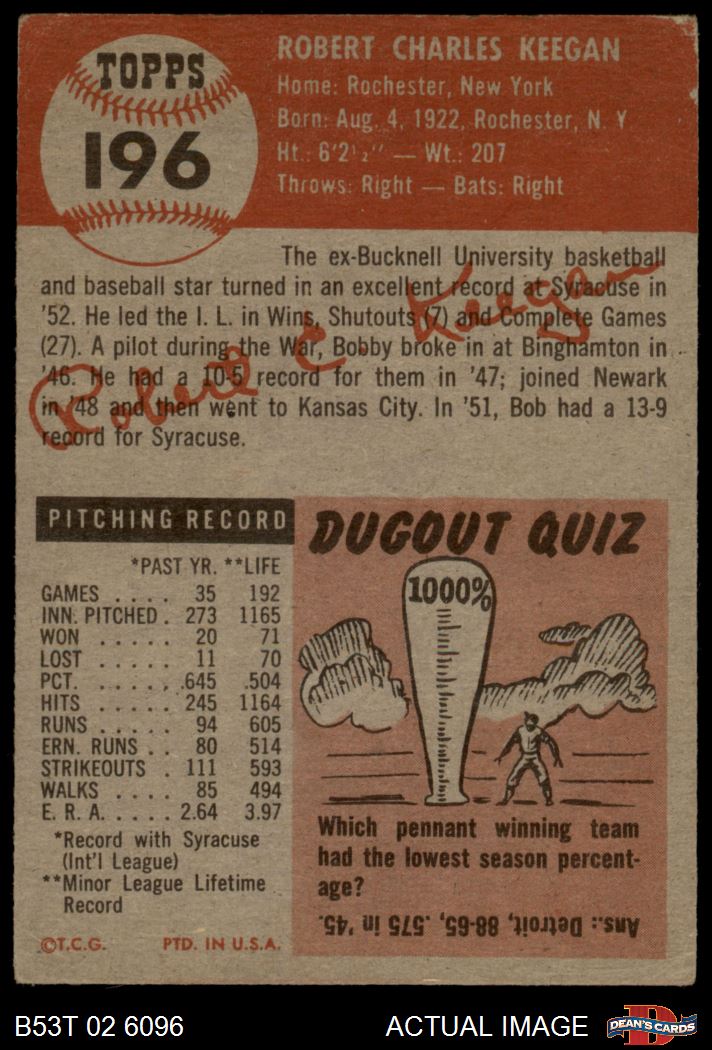 TOPPS
196
ROBERT CHARLES KEEGAN
Home: Rochester, New York
Born: Aug. 4, 1922, Rochester, N. Y
Ht.: 6'2½" — Wt.: 207
Throws: Right — Bats: Right
The ex-Bucknell University basketball
and baseball star turned in an excellent record at Syracuse in
'52. He led the I. L. in Wins, Shutouts (7) and Complete Games
(27). A pilot during the War, Bobby broke in at Binghamton in
'46. He had a 10-5 record for them in '47; joined Newark
in '48 and then went to Kansas City. In '51, Bob had a 13-9
record for Syracuse.
Robert C. Keegan
PITCHING RECORD
*PAST YR. **LIFE
GAMES .... 35 192
INN. PITCHED . 273 1165
WON ..... 20 71
LOST ..... 11 70
PCT. ...... .645 .504
HITS ..... 245 1164
RUNS ..... 94 605
ERN. RUNS .. 80 514
STRIKEOUTS . 111 593
WALKS .... 85 494
E. R. A. ..... 2.64 3.97
*Record with Syracuse
(Int'l League)
**Minor League Lifetime
Record
©T.C.G. PTD. IN U.S.A.
DUGOUT QUIZ
1000%
Which pennant winning team
had the lowest season percent-
age?
Ans.: Detroit, 88-65, .575 in '45.
B53T 02 6096
ACTUAL IMAGE
D
DEAN'S CARDS